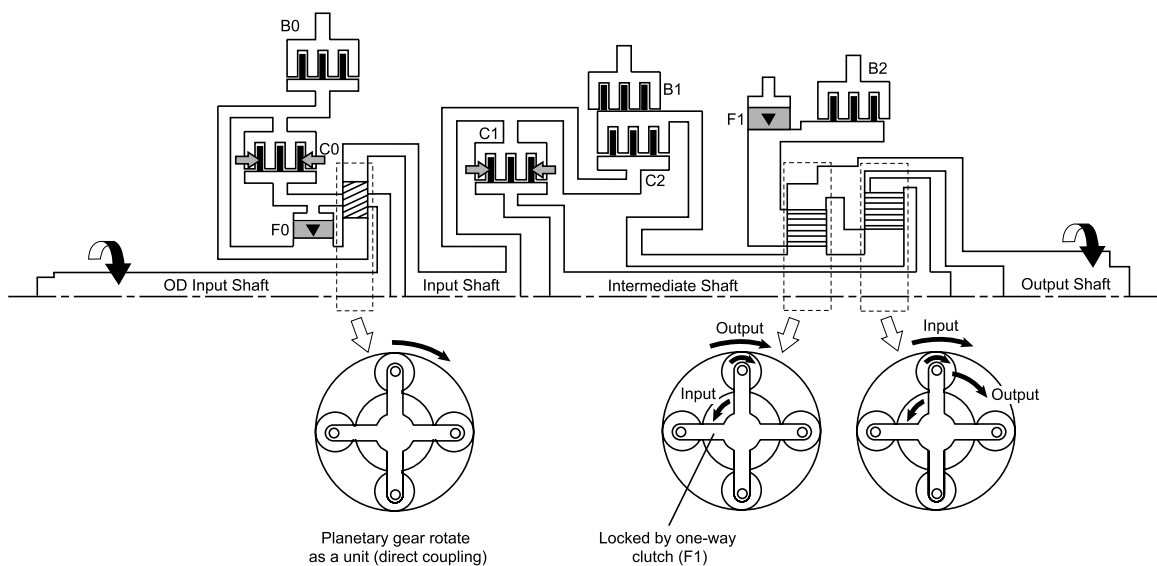 B0
B1
B2
F1
C0
C1
C2
F0
OD Input Shaft
Input Shaft
Intermediate Shaft
Output Shaft
Output
Input
Input
Output
Planetary gear rotate
as a unit (direct coupling)
Locked by one-way
clutch (F1)